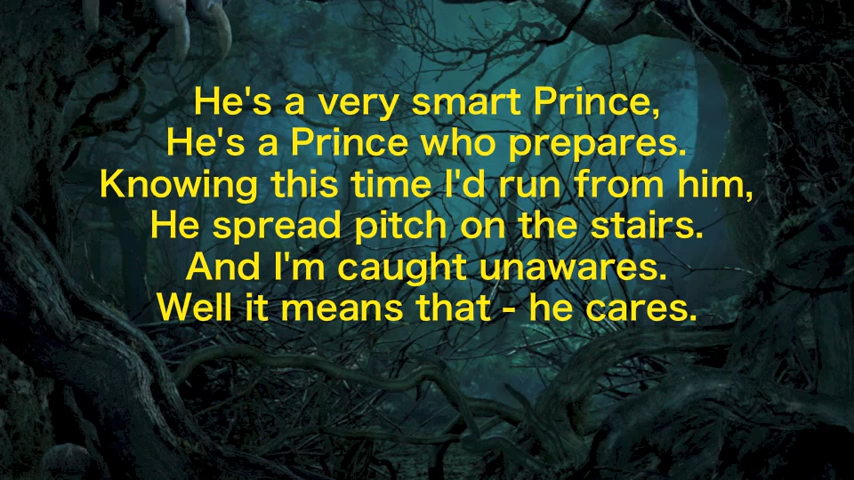 He's a very smart Prince,
He's a Prince who prepares.
Knowing this time I'd run from him,
He spread pitch on the stairs.
And I'm caught unawares.
Well it means that - he cares.